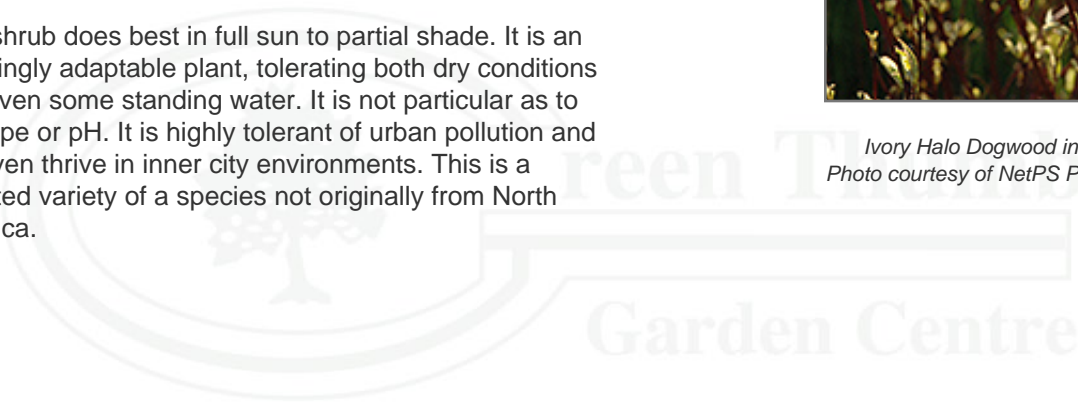 shrub does best in full sun to partial shade. It is an
ingly adaptable plant, tolerating both dry conditions
ven some standing water. It is not particular as to
pe or pH. It is highly tolerant of urban pollution and
ven thrive in inner city environments. This is a
ted variety of a species not originally from North
ca.
Ivory Halo Dogwood in
Photo courtesy of NetPS P
reen Thumb
Garden Centre